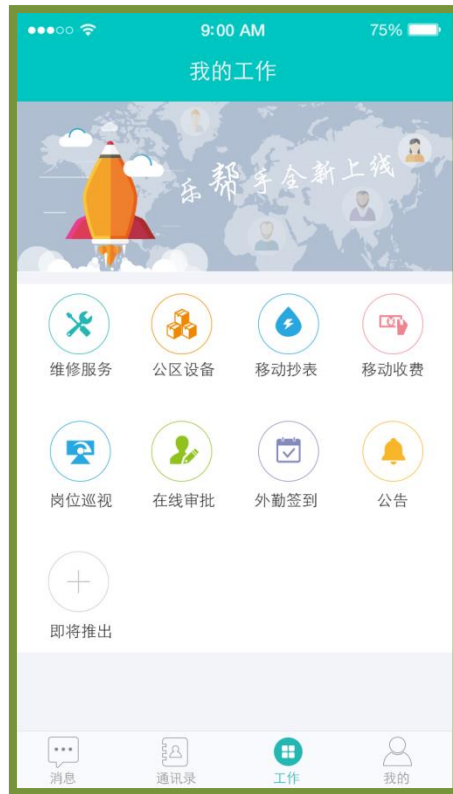 9:00 AM 75%
我的工作
乐帮手全新上线
维修服务 公区设备 移动抄表 移动收费
岗位巡视 在线审批 外勤签到 公告
即将推出
消息 通讯录 工作 我的